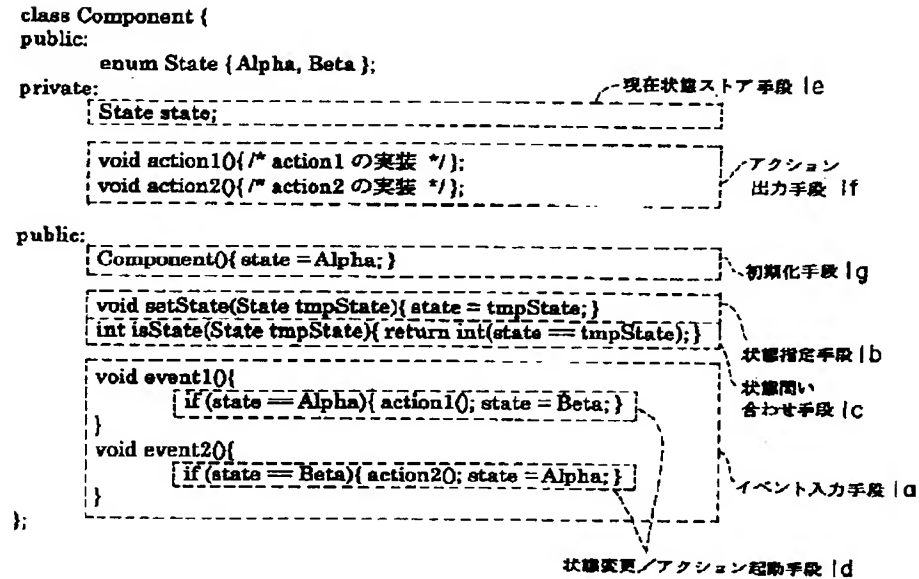 class Component {
public:
enum State { Alpha, Beta };
private:
現在状態ストア手段 1e
State state;
void action1(){ /* action1 の実装 */ };
void action2(){ /* action2 の実装 */ };
アクション
出力手段 1f
public:
Component(){ state = Alpha; }
初期化手段 1g
void setState(State tmpState){ state = tmpState; }
int isState(State tmpState){ return int(state == tmpState); }
状態指定手段 1b
void event1(){
状態問い
合わせ手段 1c
if (state == Alpha){ action1(); state = Beta; }
}
void event2(){
if (state == Beta){ action2(); state = Alpha; }
イベント入力手段 1a
}
};
状態変更/アクション起動手段 1d